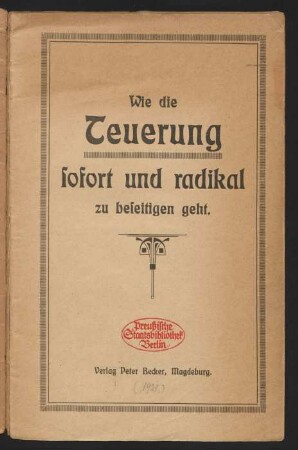 Wie die
Teuerung
sofort und radikal
zu beseitigen geht.
Preußische
Staatsbibliothek
Berlin
Verlag Peter Becker, Magdeburg.